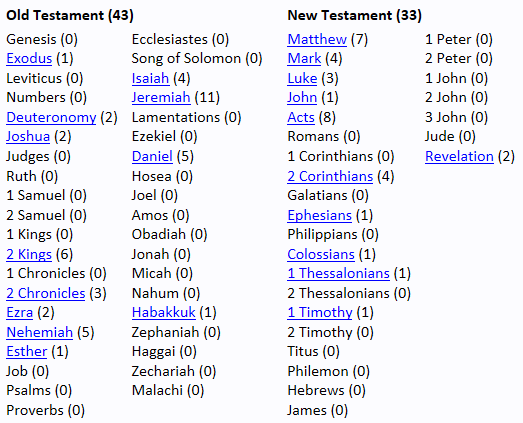 Old Testament (43)
Genesis (0)
Exodus (1)
Leviticus (0)
Numbers (0)
Deuteronomy (2)
Joshua (2)
Judges (0)
Ruth (0)
1 Samuel (0)
2 Samuel (0)
1 Kings (0)
2 Kings (6)
1 Chronicles (0)
2 Chronicles (3)
Ezra (2)
Nehemiah (5)
Esther (1)
Job (0)
Psalms (0)
Proverbs (0)
Ecclesiastes (0)
Song of Solomon (0)
Isaiah (4)
Jeremiah (11)
Lamentations (0)
Ezekiel (0)
Daniel (5)
Hosea (0)
Joel (0)
Amos (0)
Obadiah (0)
Jonah (0)
Micah (0)
Nahum (0)
Habakkuk (1)
Zephaniah (0)
Haggai (0)
Zechariah (0)
Malachi (0)
New Testament (33)
Matthew (7)
Mark (4)
Luke (3)
John (1)
Acts (8)
Romans (0)
1 Corinthians (0)
2 Corinthians (4)
Galatians (0)
Ephesians (1)
Philippians (0)
Colossians (1)
1 Thessalonians (1)
2 Thessalonians (0)
1 Timothy (1)
2 Timothy (0)
Titus (0)
Philemon (0)
Hebrews (0)
James (0)
1 Peter (0)
2 Peter (0)
1 John (0)
2 John (0)
3 John (0)
Jude (0)
Revelation (2)